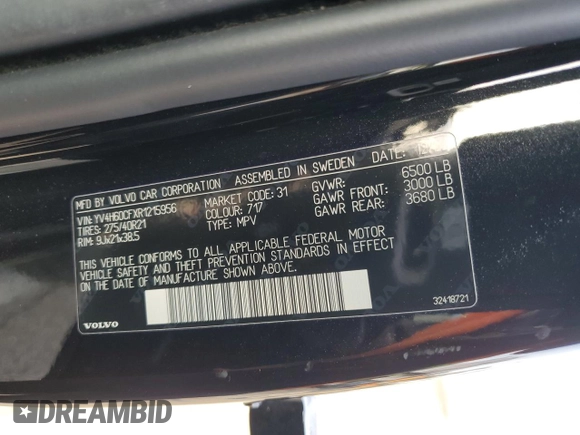 MFD BY VOLVO CAR CORPORATION ASSEMBLED IN SWEDEN DATE:
VIN: YV4H60CFXR1215956 MARKET CODE: 31 GVWR: 6500 LB
TIRES: 275/40R21 COLOUR: 717 GAWR FRONT: 3000 LB
RIM: 9Jx21x38.5 TYPE: MPV GAWR REAR: 3680 LB
THIS VEHICLE CONFORMS TO ALL APPLICABLE FEDERAL MOTOR
VEHICLE SAFETY AND THEFT PREVENTION STANDARDS IN EFFECT
ON THE DATE OF MANUFACTURE SHOWN ABOVE.
VOLVO 32418721
DREAMBID